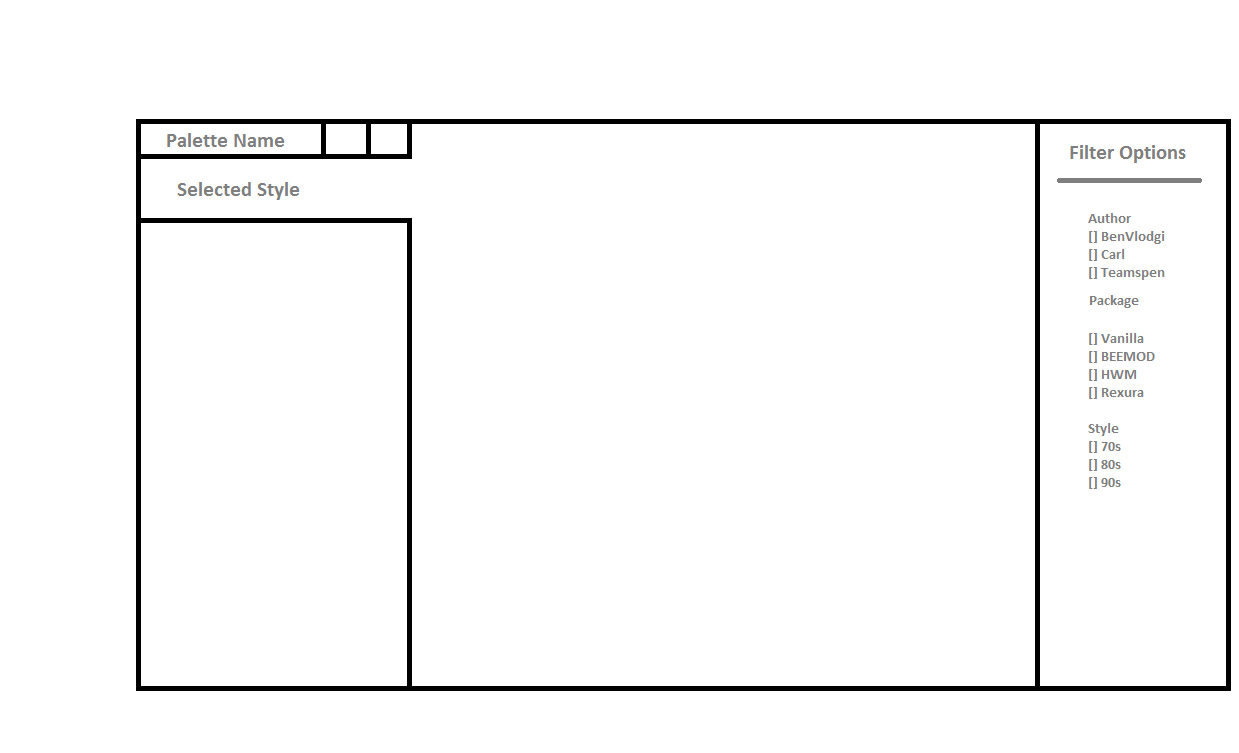 Palette Name
Selected Style
Filter Options
Author
[] BenVlodgi
[] Carl
[] Teamspen
Package
[] Vanilla
[] BEEMOD
[] HWM
[] Rexura
Style
[] 70s
[] 80s
[] 90s